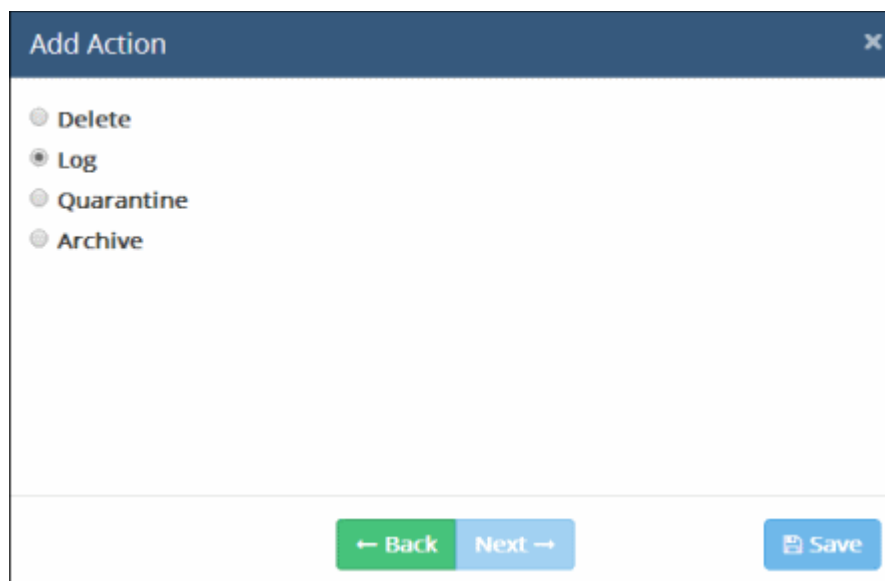 Add Action ×
Delete
Log
Quarantine
Archive
← Back Next → Save